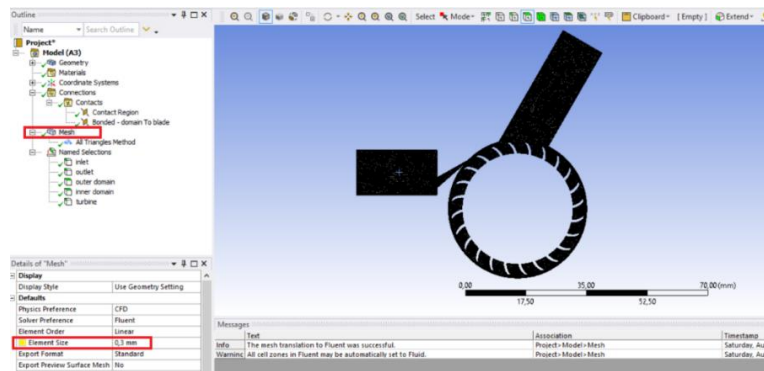 Outline
Name Search Outline
Project*
Model (A3)
Geometry
Materials
Coordinate Systems
Connections
Contacts
Contact Region
Bonded - domain To blade
Mesh
All Triangles Method
Named Selections
inlet
outlet
outer domain
inner domain
turbine
Details of "Mesh"
Display
Display Style Use Geometry Setting
Defaults
Physics Preference CFD
Solver Preference Fluent
Element Order Linear
Element Size 0,3 mm
Export Format Standard
Export Preview Surface Mesh No
Select Mode Clipboard [Empty] Extend
0,00 35,00 70,00 (mm)
17,50 52,50
Messages
Text Association Timestamp
Info The mesh translation to Fluent was successful. Project>Model>Mesh Saturday, Au
Warning All cell zones in Fluent may be automatically set to Fluid. Project>Model>Mesh Saturday, Au